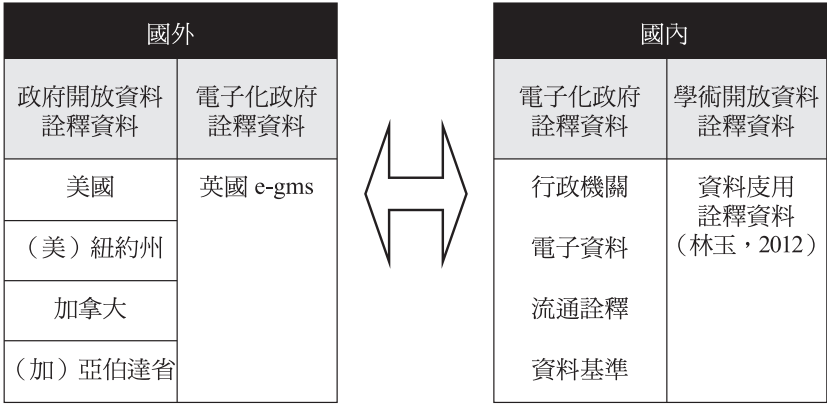 國外
政府開放資料
詮釋資料
電子化政府
詮釋資料
美國
（美）紐約州
加拿大
（加）亞伯達省
英國 e-gms
國內
電子化政府
詮釋資料
學術開放資料
詮釋資料
行政機關
電子資料
流通詮釋
資料基準
資料庋用
詮釋資料
（林玉，2012）